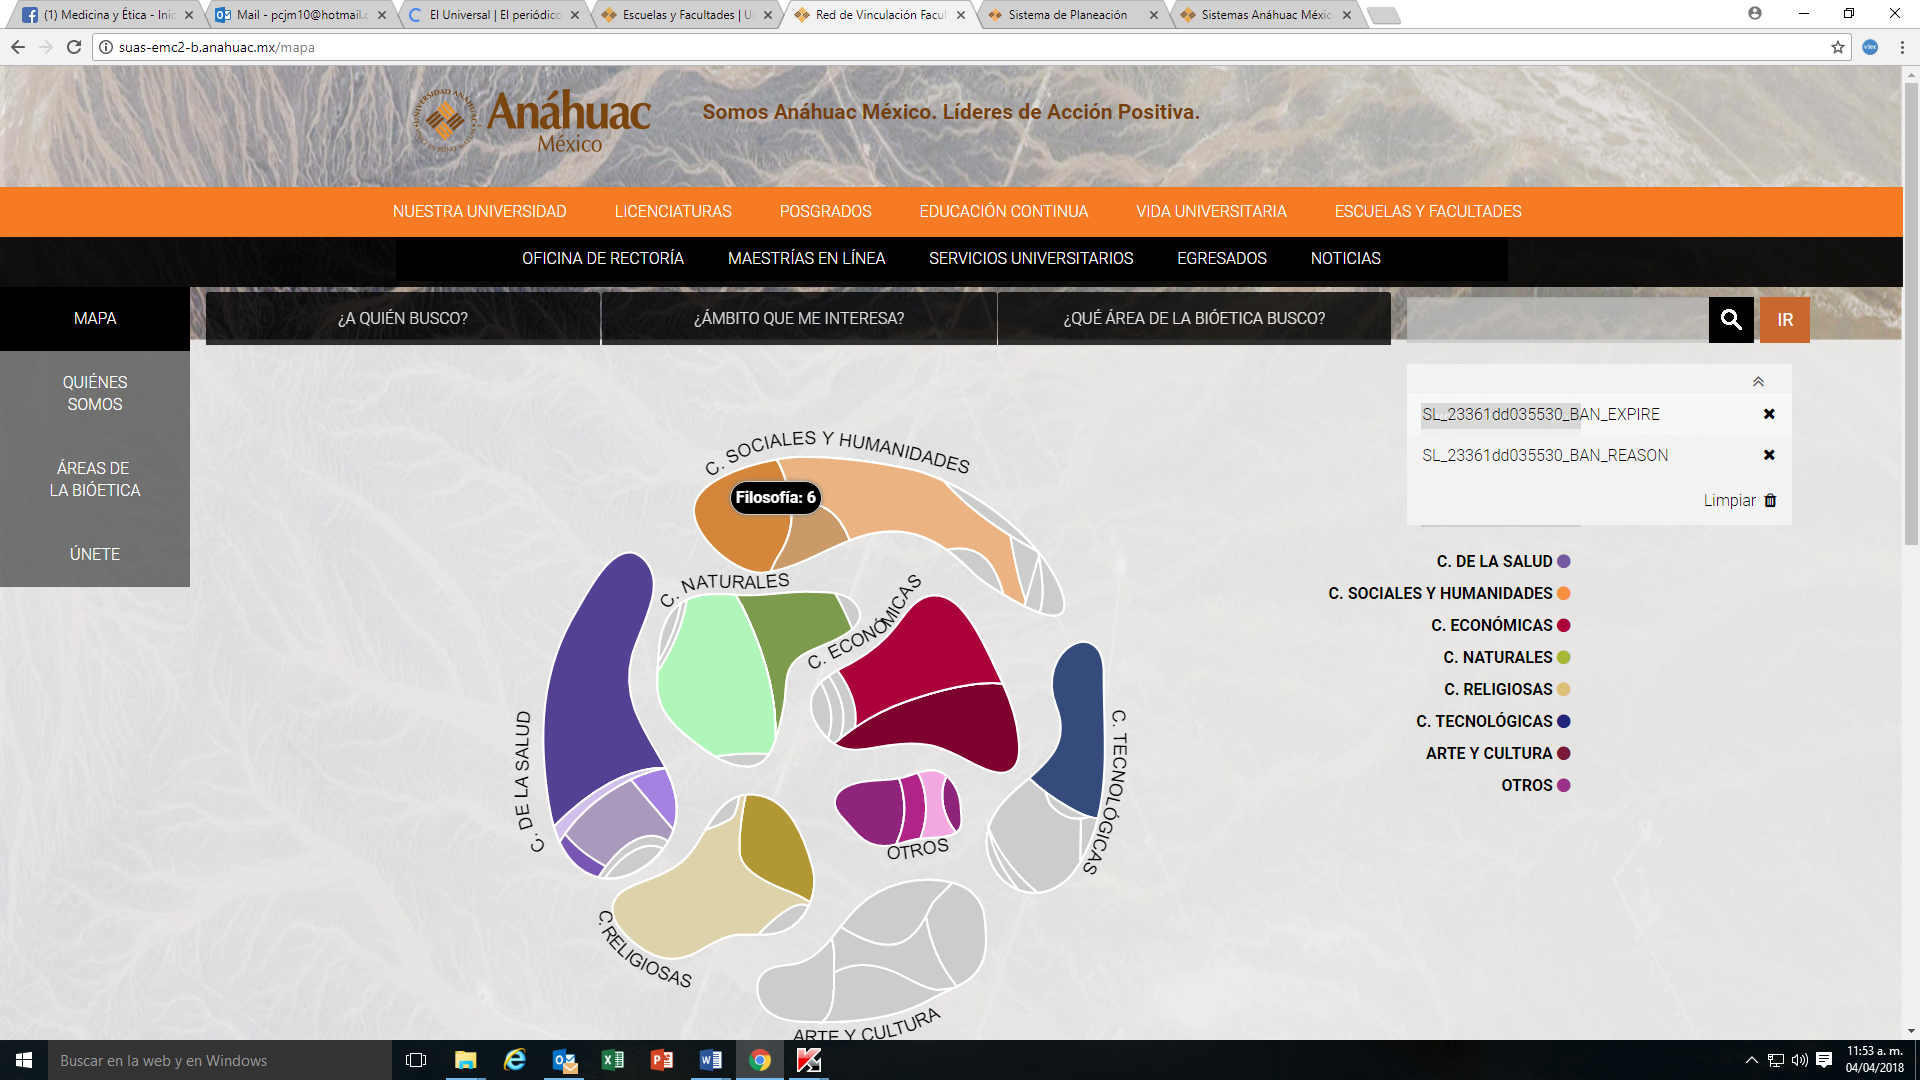 (1) Medicina y Ética - Inic
Mail - pcjm10@hotmail.c
El Universal | El periódico
Escuelas y Facultades | U
Red de Vinculación Facul
Sistema de Planeación
Sistemas Anáhuac Méxic
suas-emc2-b.anahuac.mx/mapa
vlex
Anáhuac
México
Somos Anáhuac México. Líderes de Acción Positiva.
NUESTRA UNIVERSIDAD
LICENCIATURAS
POSGRADOS
EDUCACIÓN CONTINUA
VIDA UNIVERSITARIA
ESCUELAS Y FACULTADES
OFICINA DE RECTORÍA
MAESTRÍAS EN LÍNEA
SERVICIOS UNIVERSITARIOS
EGRESADOS
NOTICIAS
MAPA
QUIÉNES
SOMOS
ÁREAS DE
LA BIÓETICA
ÚNETE
¿A QUIÉN BUSCO?
¿ÁMBITO QUE ME INTERESA?
¿QUÉ ÁREA DE LA BIÓETICA BUSCO?
IR
SL_23361dd035530_BAN_EXPIRE
SL_23361dd035530_BAN_REASON
Limpiar
C. SOCIALES Y HUMANIDADES
Filosofía: 6
C. NATURALES
C. ECONÓMICAS
C. DE LA SALUD
C. TECNOLÓGICAS
OTROS
C. RELIGIOSAS
ARTE Y CULTURA
C. DE LA SALUD
C. SOCIALES Y HUMANIDADES
C. ECONÓMICAS
C. NATURALES
C. RELIGIOSAS
C. TECNOLÓGICAS
ARTE Y CULTURA
OTROS
Buscar en la web y en Windows
11:53 a. m.
04/04/2018